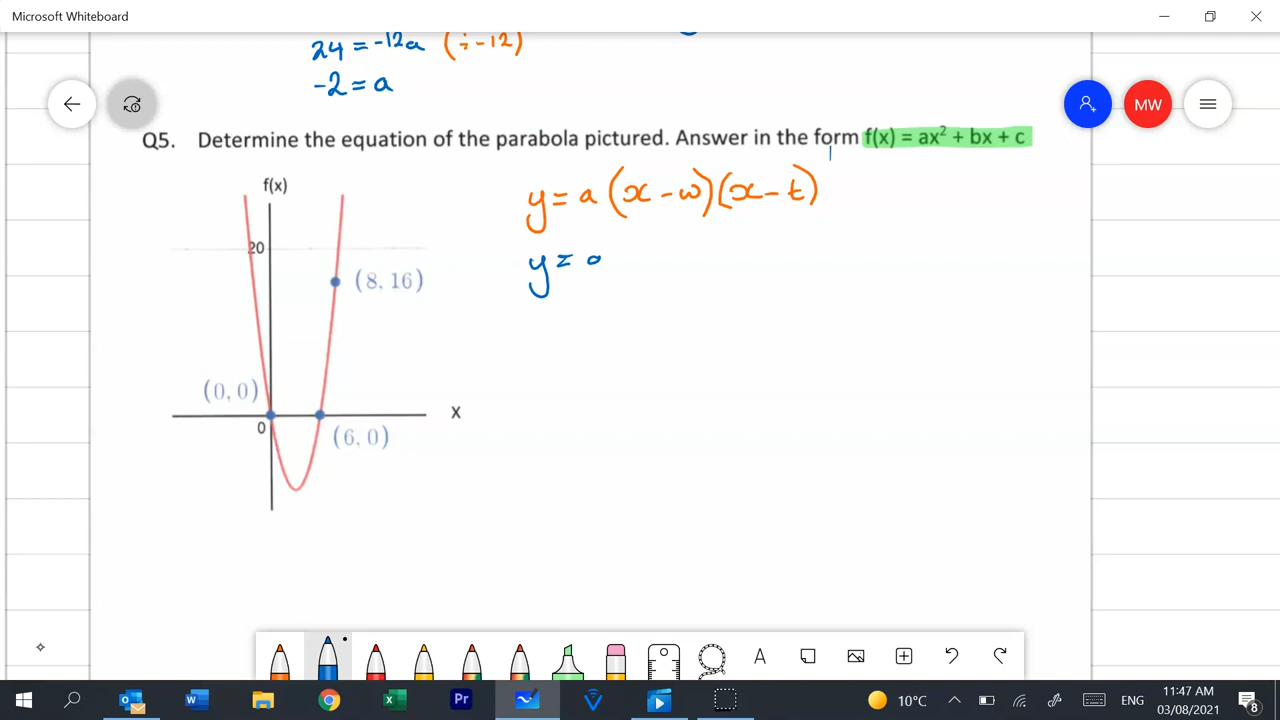 Microsoft Whiteboard
24 = -12a (÷ -12)
-2 = a
MW
Q5. Determine the equation of the parabola pictured. Answer in the form f(x) = ax² + bx + c
f(x)
y = a (x - w)(x - t)
20
y = a
(8, 16)
(0, 0)
x
0
(6, 0)
A
W
X
Pr
10°C
ENG
11:47 AM
03/08/2021
8